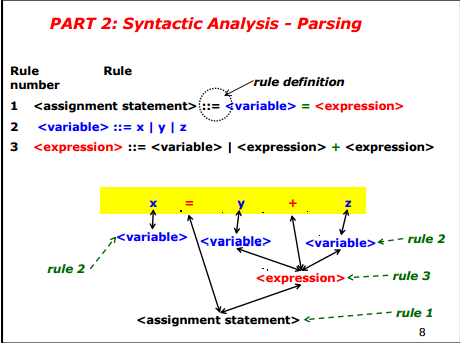 PART 2: Syntactic Analysis – Parsing
Rule number Rule
rule definition
1 <assignment statement> ::= <variable> = <expression>
2 <variable> ::= x | y | z
3 <expression> ::= <variable> | <expression> + <expression>
x = y + z
<variable> <variable> <variable> rule 2
rule 2
<expression> rule 3
<assignment statement> rule 1
8